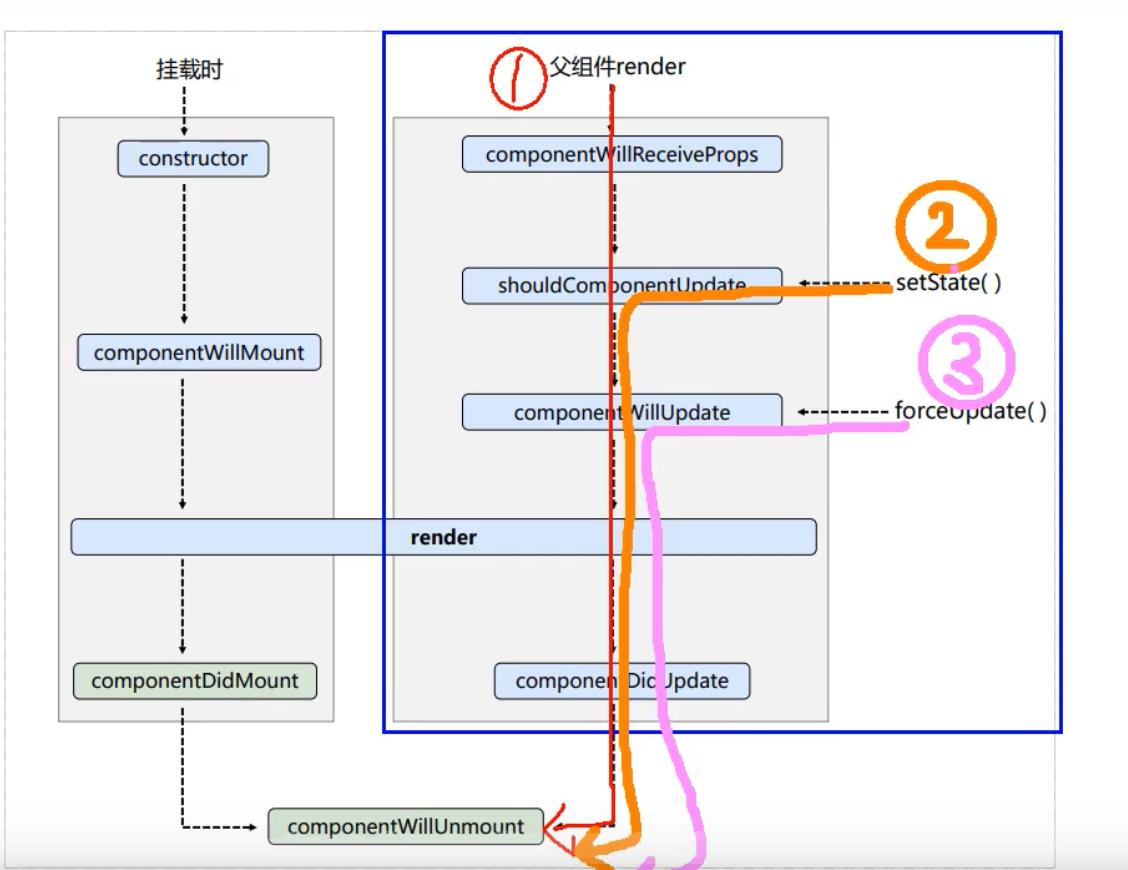 挂载时
constructor
componentWillMount
componentDidMount
1
父组件render
componentWillReceiveProps
2
shouldComponentUpdate
setState( )
3
componentWillUpdate
forceUpdate( )
render
componentDidUpdate
componentWillUnmount